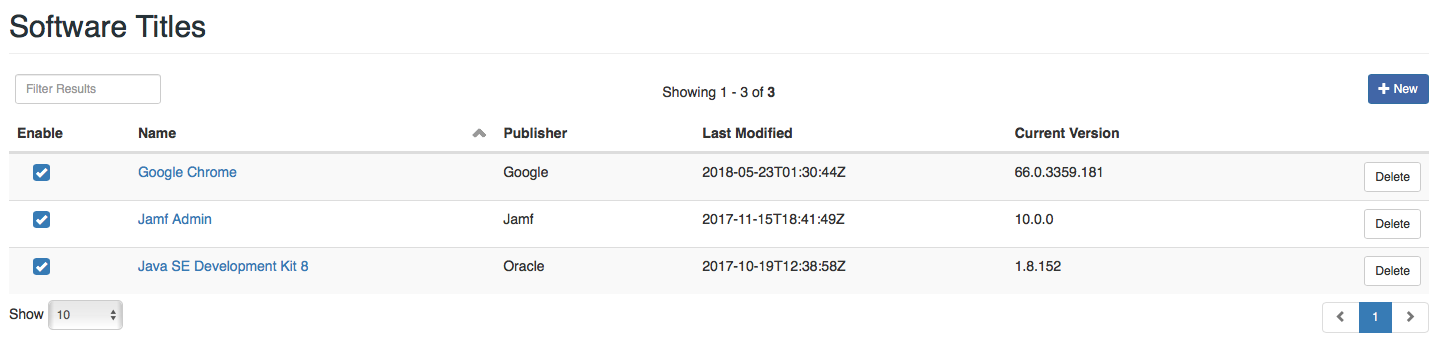 Software Titles
Filter Results Showing 1 - 3 of 3 New
Enable Name Publisher Last Modified Current Version
Google Chrome Google 2018-05-23T01:30:44Z 66.0.3359.181 Delete
Jamf Admin Jamf 2017-11-15T18:41:49Z 10.0.0 Delete
Java SE Development Kit 8 Oracle 2017-10-19T12:38:58Z 1.8.152 Delete
Show 10 1